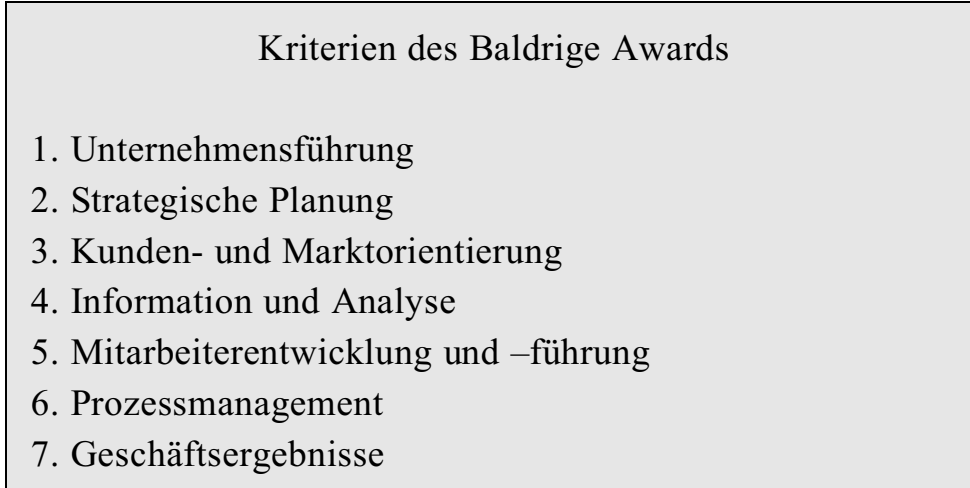 Kriterien des Baldrige Awards
1. Unternehmensführung
2. Strategische Planung
3. Kunden- und Marktorientierung
4. Information und Analyse
5. Mitarbeiterentwicklung und –führung
6. Prozessmanagement
7. Geschäftsergebnisse